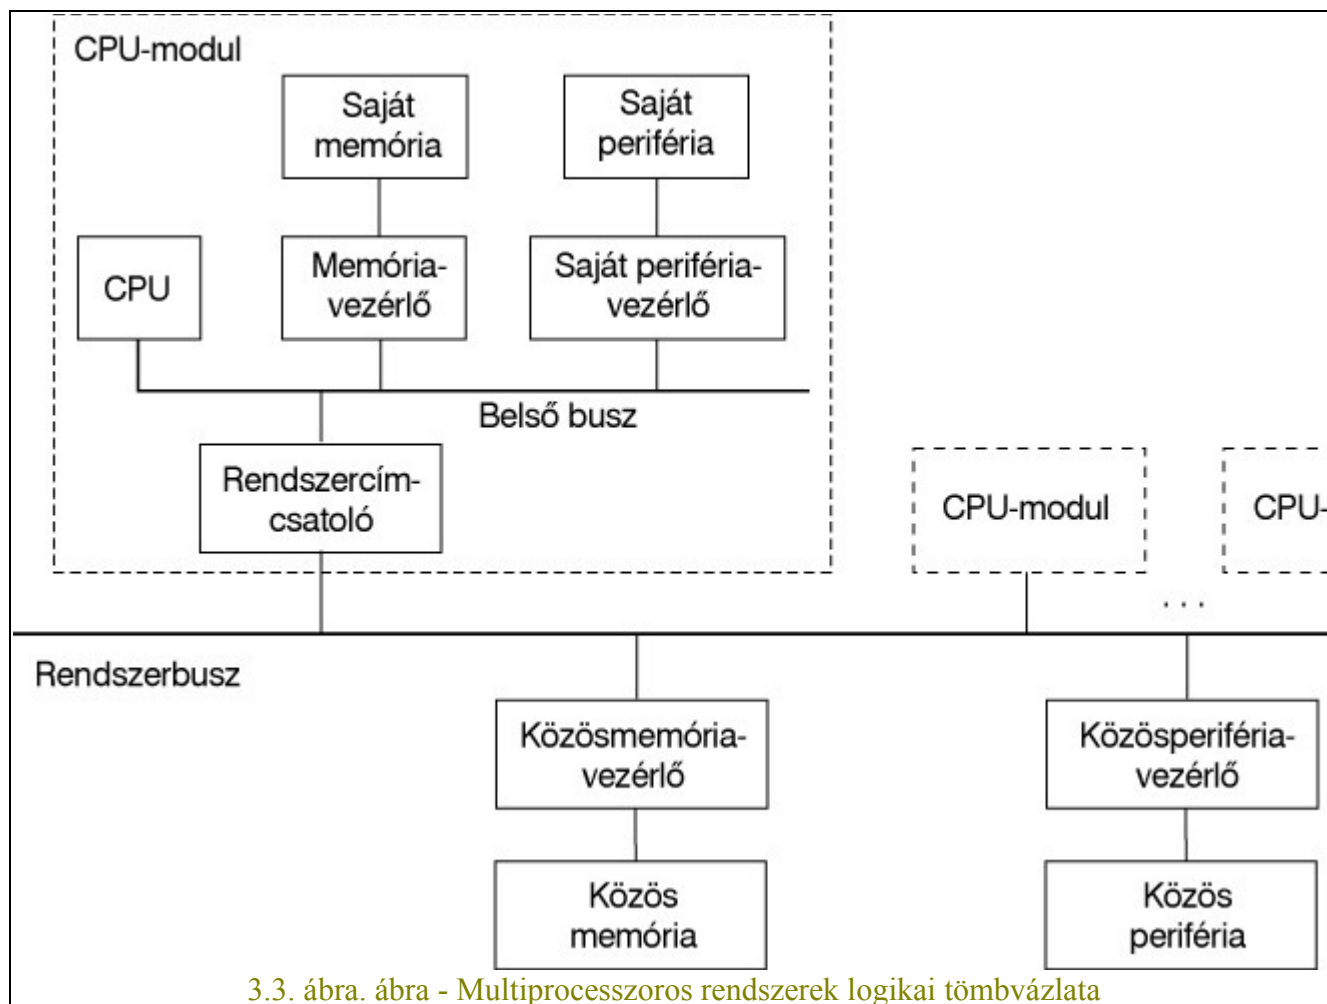 CPU-modul
Saját
memória
Saját
periféria
CPU
Memória-
vezérlő
Saját periféria-
vezérlő
Belső busz
Rendszercím-
csatoló
CPU-modul
CPU-
...
Rendszerbusz
Közösmemória-
vezérlő
Közösperiféria-
vezérlő
Közös
memória
Közös
periféria
3.3. ábra. ábra - Multiprocesszoros rendszerek logikai tömbvázlata